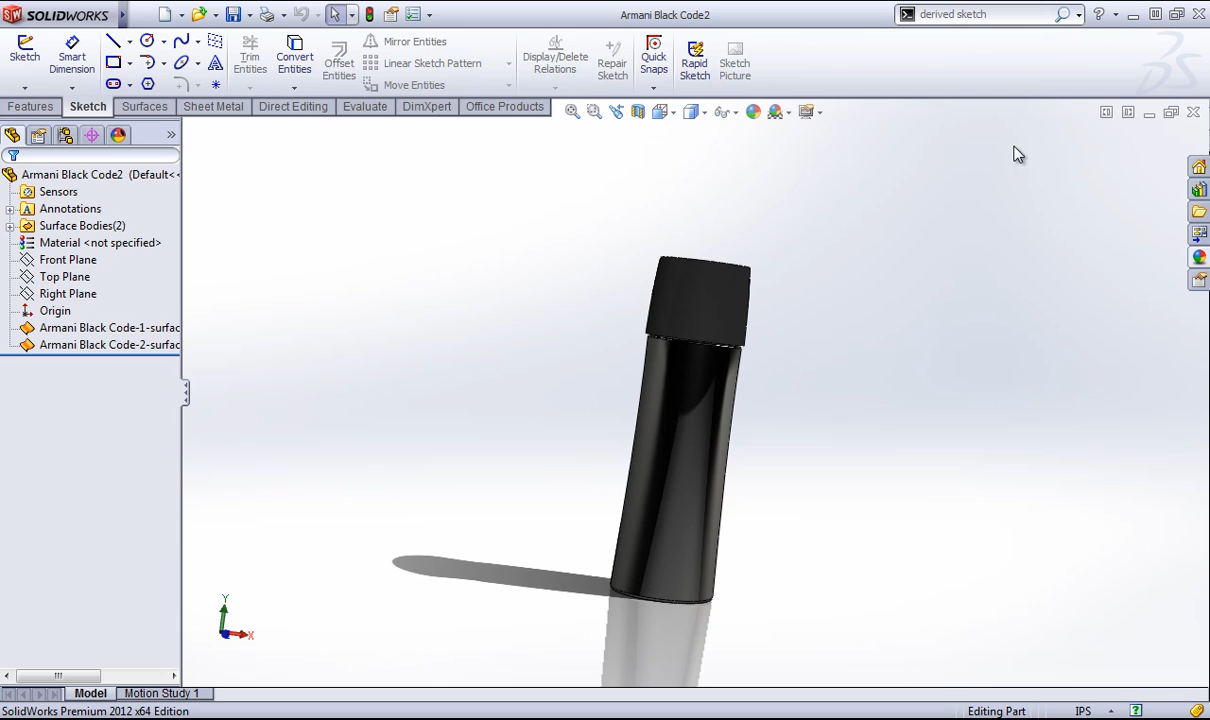 SOLIDWORKS
Armani Black Code2
derived sketch
Sketch
Smart Dimension
Trim Entities
Convert Entities
Offset Entities
Mirror Entities
Linear Sketch Pattern
Move Entities
Display/Delete Relations
Repair Sketch
Quick Snaps
Rapid Sketch
Sketch Picture
Features
Sketch
Surfaces
Sheet Metal
Direct Editing
Evaluate
DimXpert
Office Products
Armani Black Code2 (Default<<
Sensors
Annotations
Surface Bodies(2)
Material <not specified>
Front Plane
Top Plane
Right Plane
Origin
Armani Black Code-1-surfac
Armani Black Code-2-surfac
Y
X
Model
Motion Study 1
SolidWorks Premium 2012 x64 Edition
Editing Part
IPS